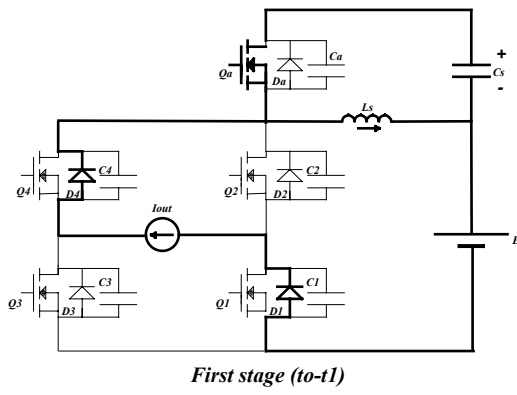 +
Qa
Da
Ca
Cs
-
Ls
Q4
D4
C4
Q2
D2
C2
Iout
E
Q3
D3
C3
Q1
D1
C1
First stage (to-t1)